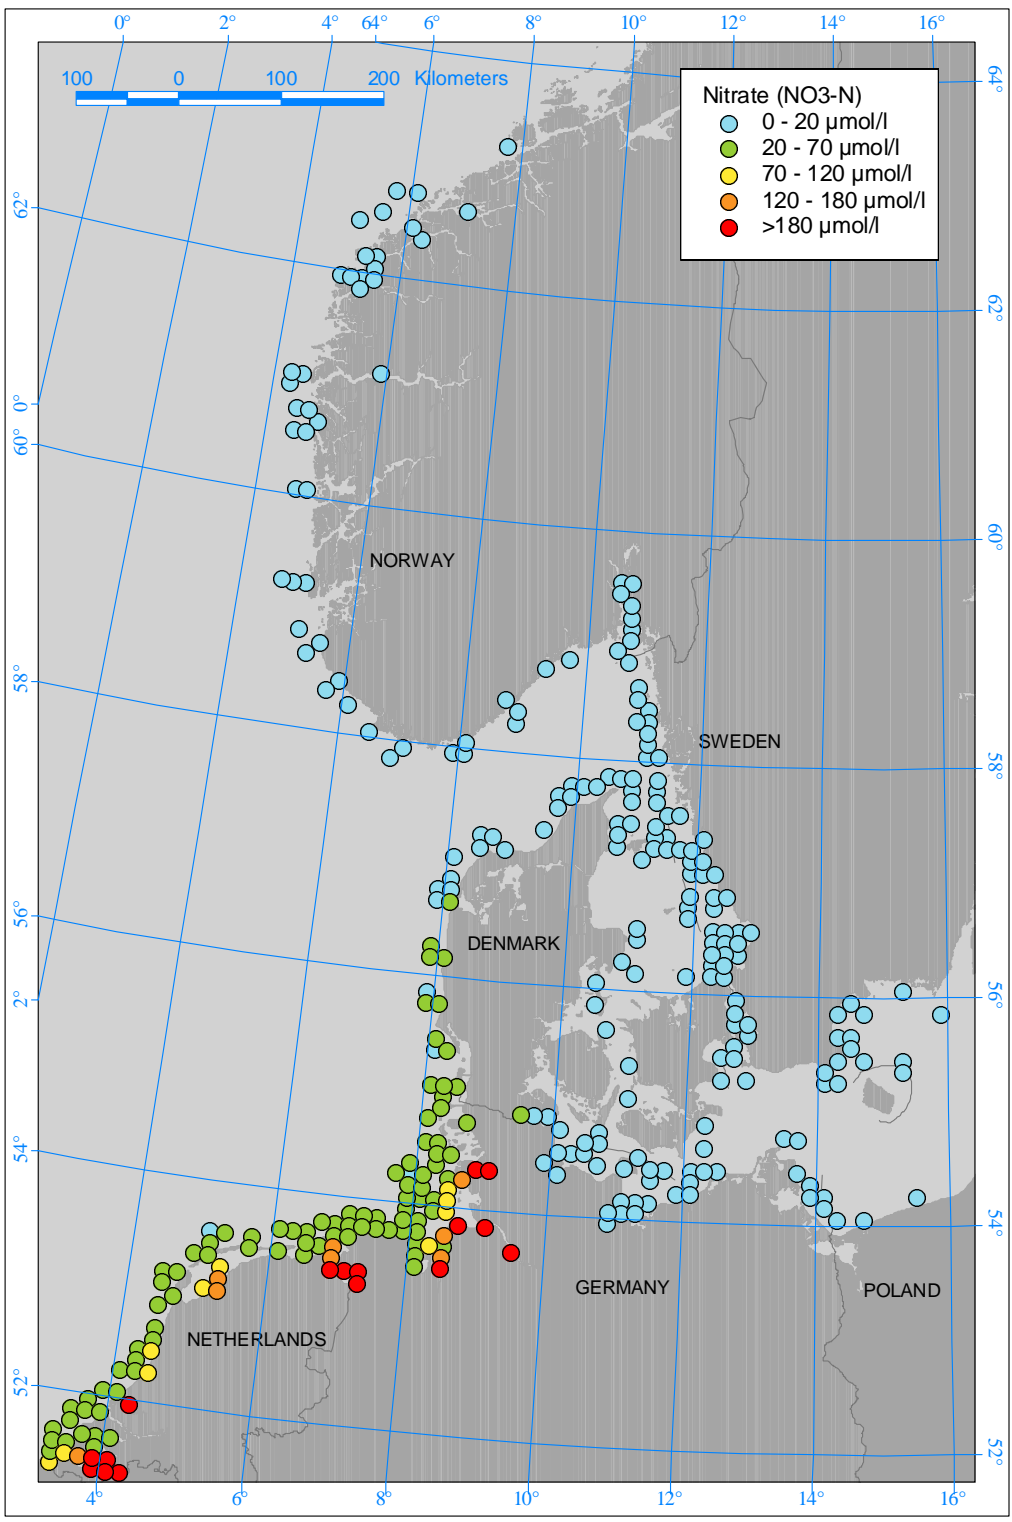 0° 2° 4° 64° 6° 8° 10° 12° 14° 16°
100 0 100 200 Kilometers
Nitrate (NO3-N)
0 - 20 µmol/l
20 - 70 µmol/l
70 - 120 µmol/l
120 - 180 µmol/l
>180 µmol/l
64°
62°
62°
0°
60°
60°
NORWAY
58°
SWEDEN
58°
56°
DENMARK
2°
56°
54°
54°
GERMANY
POLAND
NETHERLANDS
52°
52°
4° 6° 8° 10° 12° 14° 16°